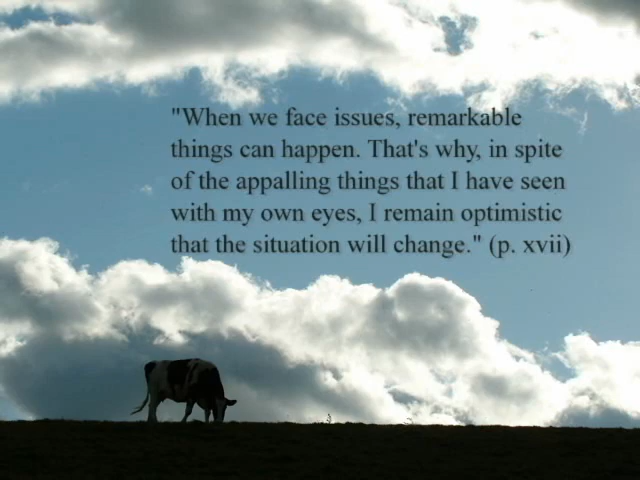 "When we face issues, remarkable
things can happen. That's why, in spite
of the appalling things that I have seen
with my own eyes, I remain optimistic
that the situation will change." (p. xvii)